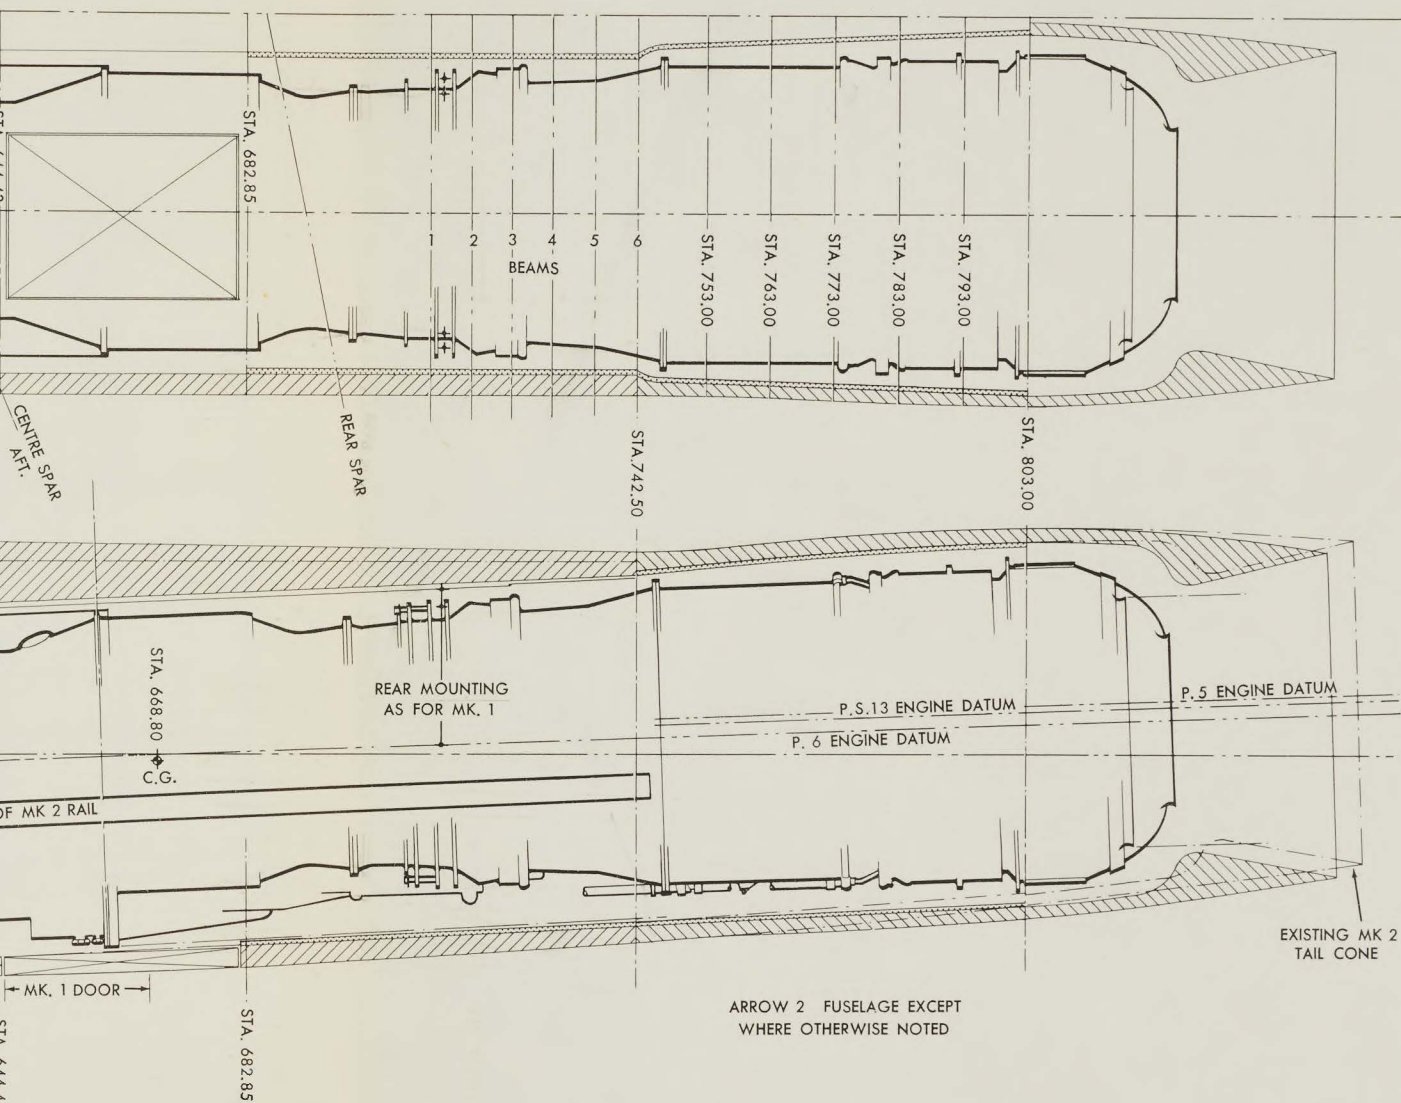 STA. 682.85
1 2 3 4 5 6
BEAMS
STA. 753.00
STA. 763.00
STA. 773.00
STA. 783.00
STA. 793.00
CENTRE SPAR
AFT.
REAR SPAR
STA.742.50
STA. 803.00
STA. 668.80
C.G.
REAR MOUNTING
AS FOR MK. 1
P.S.13 ENGINE DATUM
P.5 ENGINE DATUM
P. 6 ENGINE DATUM
OF MK 2 RAIL
MK. 1 DOOR
EXISTING MK 2
TAIL CONE
ARROW 2 FUSELAGE EXCEPT
WHERE OTHERWISE NOTED
STA. 682.85